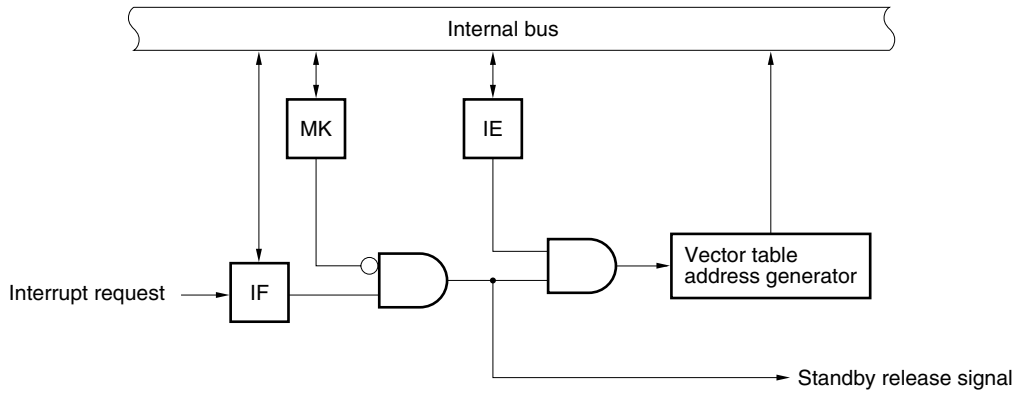 Internal bus
MK
IE
Interrupt request
IF
Vector table
address generator
Standby release signal